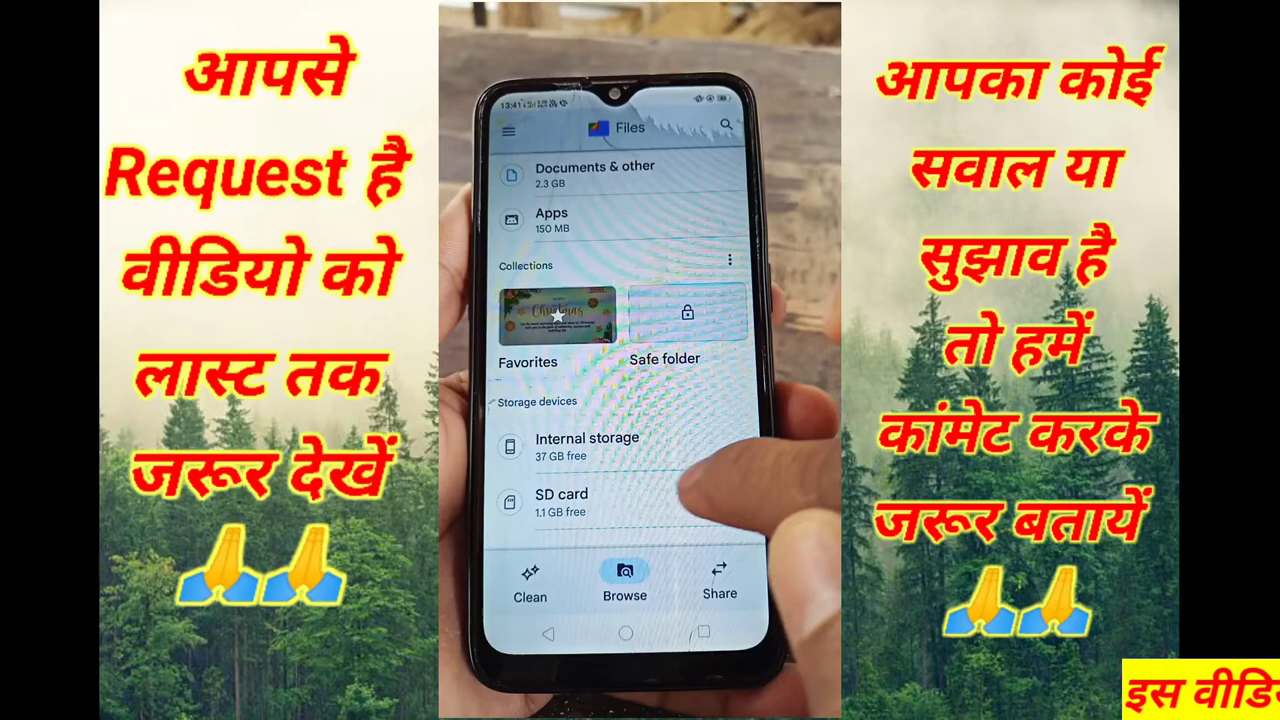 आपसे
Request है
वीडियो को
लास्ट तक
जरूर देखें
🙏🙏
13:41
Files
Documents & other
2.3 GB
Apps
150 MB
Collections
Christmas
Favorites
Safe folder
Storage devices
Internal storage
37 GB free
SD card
1.1 GB free
Clean
Browse
Share
आपका कोई
सवाल या
सुझाव है
तो हमें
कांमेट करके
जरूर बतायें
🙏🙏
इस वीडि